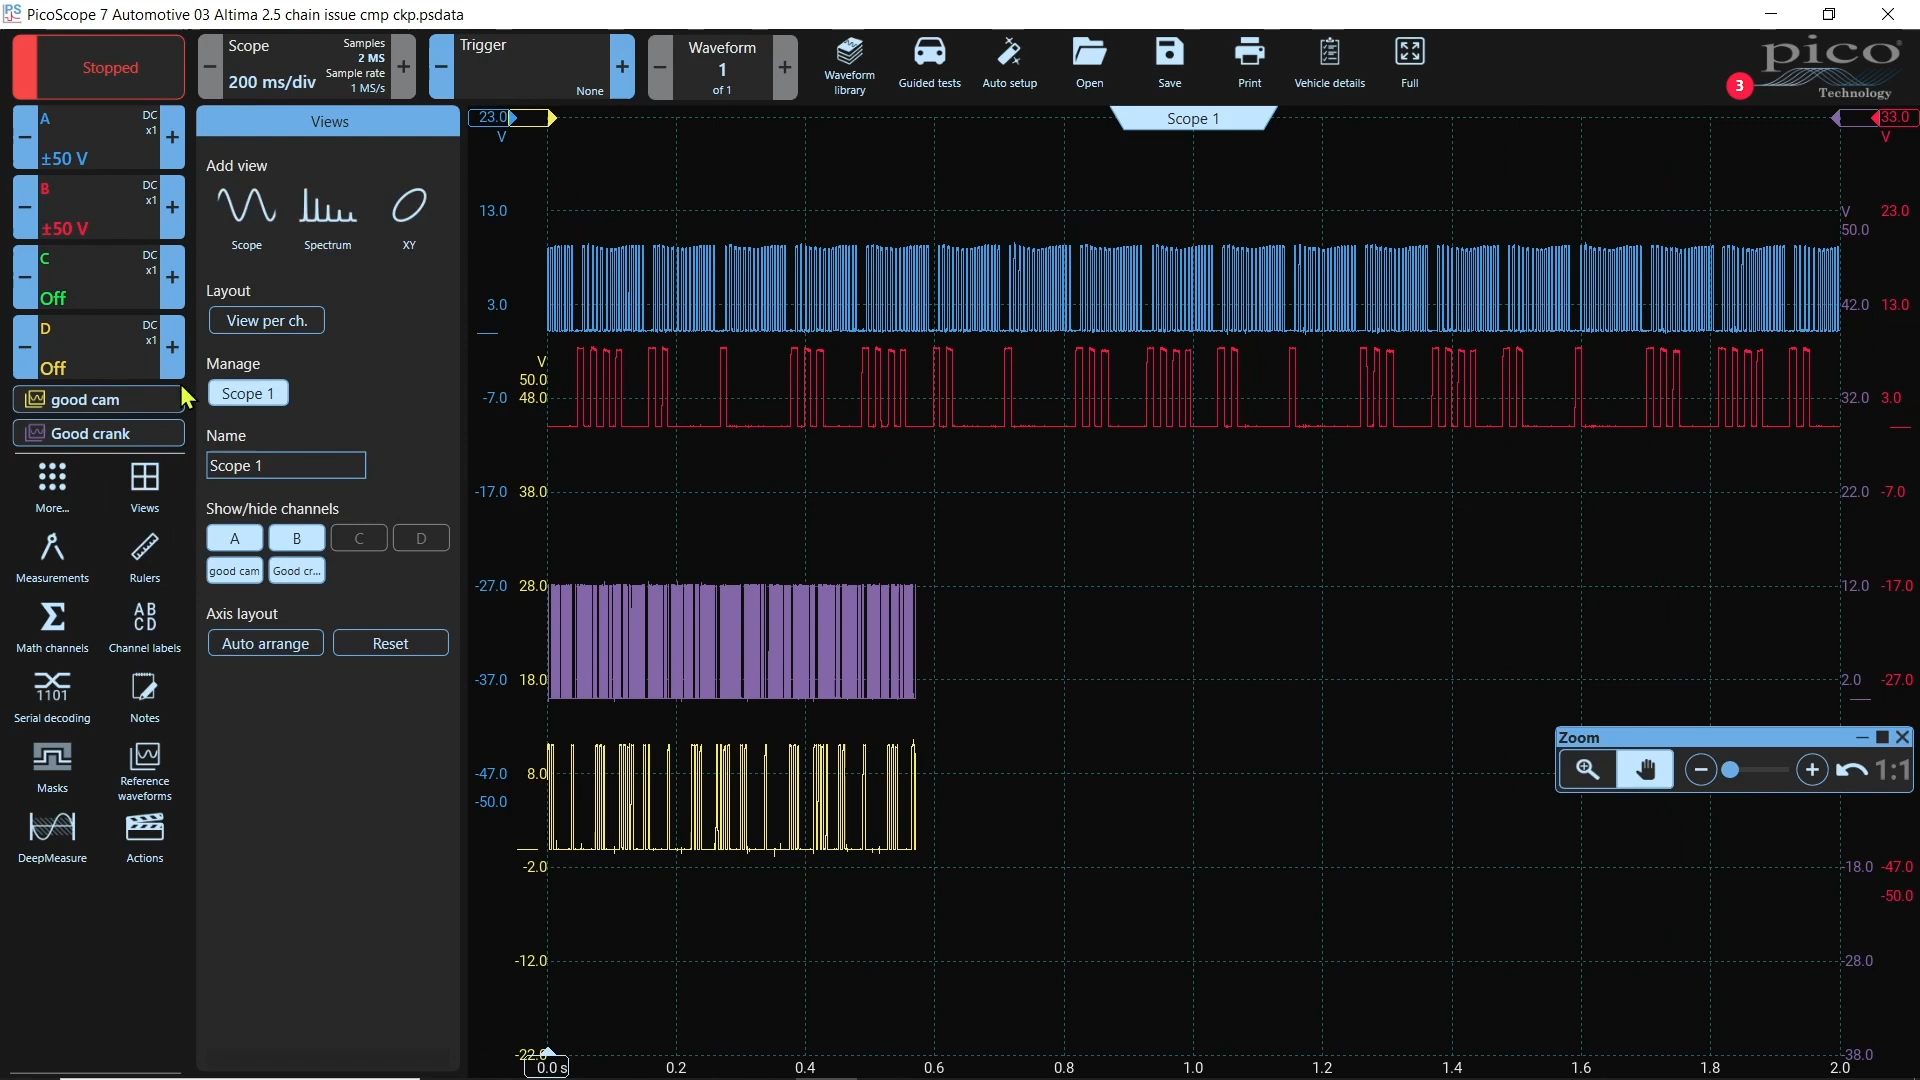 PicoScope 7 Automotive 03 Altima 2.5 chain issue cmp ckp.psdata
Stopped
Scope
200 ms/div
Samples
2 MS
Sample rate
1 MS/s
Trigger
None
Waveform
1
of 1
Waveform
library
Guided tests
Auto setup
Open
Save
Print
Vehicle details
Full
3
pico
Technology
A
DC
x1
±50 V
B
DC
x1
±50 V
C
DC
x1
Off
D
DC
x1
Off
good cam
Good crank
More...
Views
Measurements
Rulers
Math channels
AB
CD
Channel labels
1101
Serial decoding
Notes
Masks
Reference
waveforms
DeepMeasure
Actions
Views
Add view
Scope
Spectrum
XY
Layout
View per ch.
Manage
Scope 1
Name
Scope 1
Show/hide channels
A B C D
good cam Good cr...
Axis layout
Auto arrange Reset
Scope 1
23.0
V
13.0
3.0
-7.0
-17.0
-27.0
-37.0
-47.0
-50.0
V
50.0
48.0
38.0
28.0
18.0
8.0
-2.0
-12.0
-22.0
V
50.0
42.0
32.0
22.0
12.0
2.0
-18.0
-28.0
-38.0
33.0
V
23.0
13.0
3.0
-7.0
-17.0
-27.0
-47.0
-50.0
Zoom
1:1
0.0 s 0.2 0.4 0.6 0.8 1.0 1.2 1.4 1.6 1.8 2.0